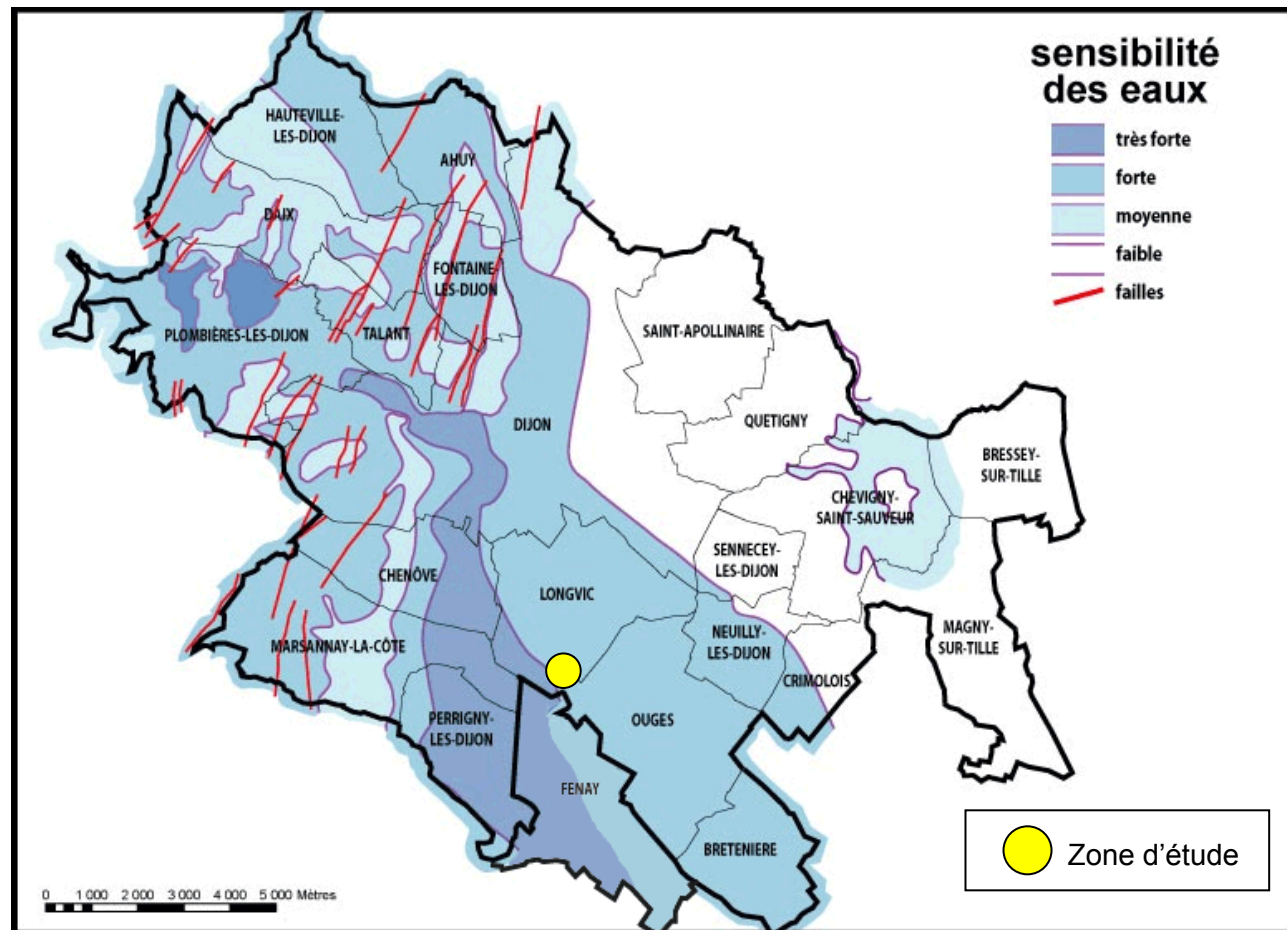 sensibilité
des eaux
très forte
forte
moyenne
faible
failles
HAUTEVILLE-
LES-DIJON
AHUY
DAIX
FONTAINE-
LES-DIJON
PLOMBIÈRES-LES-DIJON
TALANT
SAINT-APOLLINAIRE
DIJON
QUETIGNY
BRESSEY-
SUR-TILLE
CHEVIGNY-
SAINT-SAUVEUR
SENNECEY-
LES-DIJON
CHENÔVE
LONGVIC
NEUILLY-
LES-DIJON
MAGNY-
SUR-TILLE
MARSANNAY-LA-CÔTE
CRIMOLOIS
PERRIGNY-
LES-DIJON
OUGES
FENAY
BRETENIERE
Zone d'étude
0 1 000 2 000 3 000 4 000 5 000 Mètres